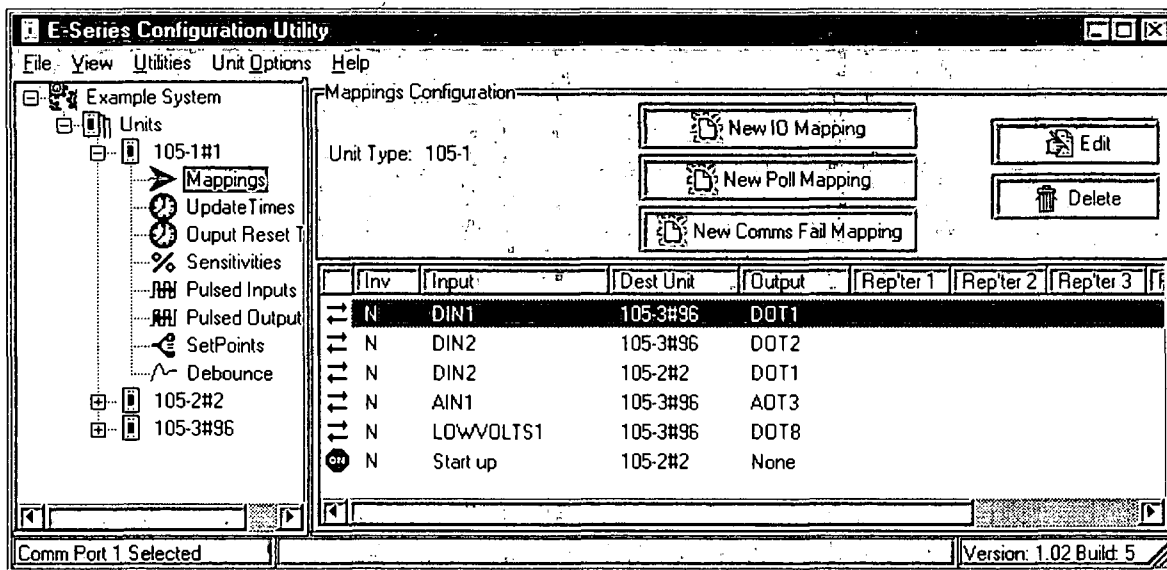 E-Series Configuration Utility
File View Utilities Unit Options Help
Example System
Units
105-1#1
Mappings
UpdateTimes
Ouput Reset T
Sensitivities
Pulsed Inputs
Pulsed Output
SetPoints
Debounce
105-2#2
105-3#96
Mappings Configuration
Unit Type: 105-1
New IO Mapping
New Poll Mapping
New Comms Fail Mapping
Edit
Delete
Inv Input Dest Unit Output Rep'ter 1 Rep'ter 2 Rep'ter 3
N DIN1 105-3#96 DOT1
N DIN2 105-3#96 DOT2
N DIN2 105-2#2 DOT1
N AIN1 105-3#96 AOT3
N LOWVOLTS1 105-3#96 DOT8
ON N Start up 105-2#2 None
Comm Port 1 Selected
Version: 1.02 Build: 5